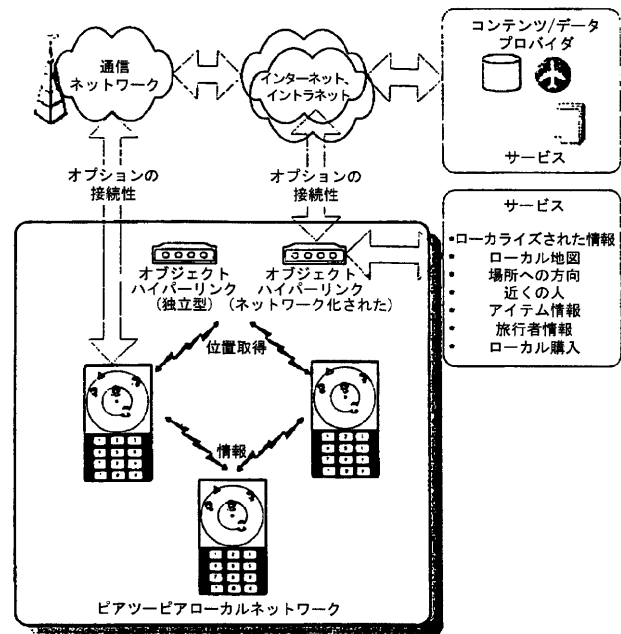 通信
ネットワーク
インターネット、
イントラネット
コンテンツ/データ
プロバイダ
サービス
オプションの
接続性
オプションの
接続性
サービス
•ローカライズされた情報
• ローカル地図
• 場所への方向
• 近くの人
• アイテム情報
• 旅行者情報
• ローカル購入
オブジェクト
ハイパーリンク
（独立型）
オブジェクト
ハイパーリンク
（ネットワーク化された）
位置取得
情報
ピアツーピアローカルネットワーク